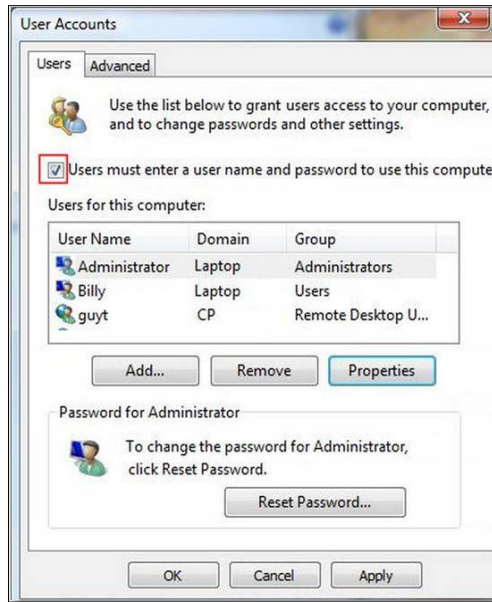 User Accounts
Users Advanced
Use the list below to grant users access to your computer,
and to change passwords and other settings.
Users must enter a user name and password to use this compute
Users for this computer:
User Name Domain Group
Administrator Laptop Administrators
Billy Laptop Users
guyt CP Remote Desktop U...
Add... Remove Properties
Password for Administrator
To change the password for Administrator,
click Reset Password.
Reset Password...
OK Cancel Apply